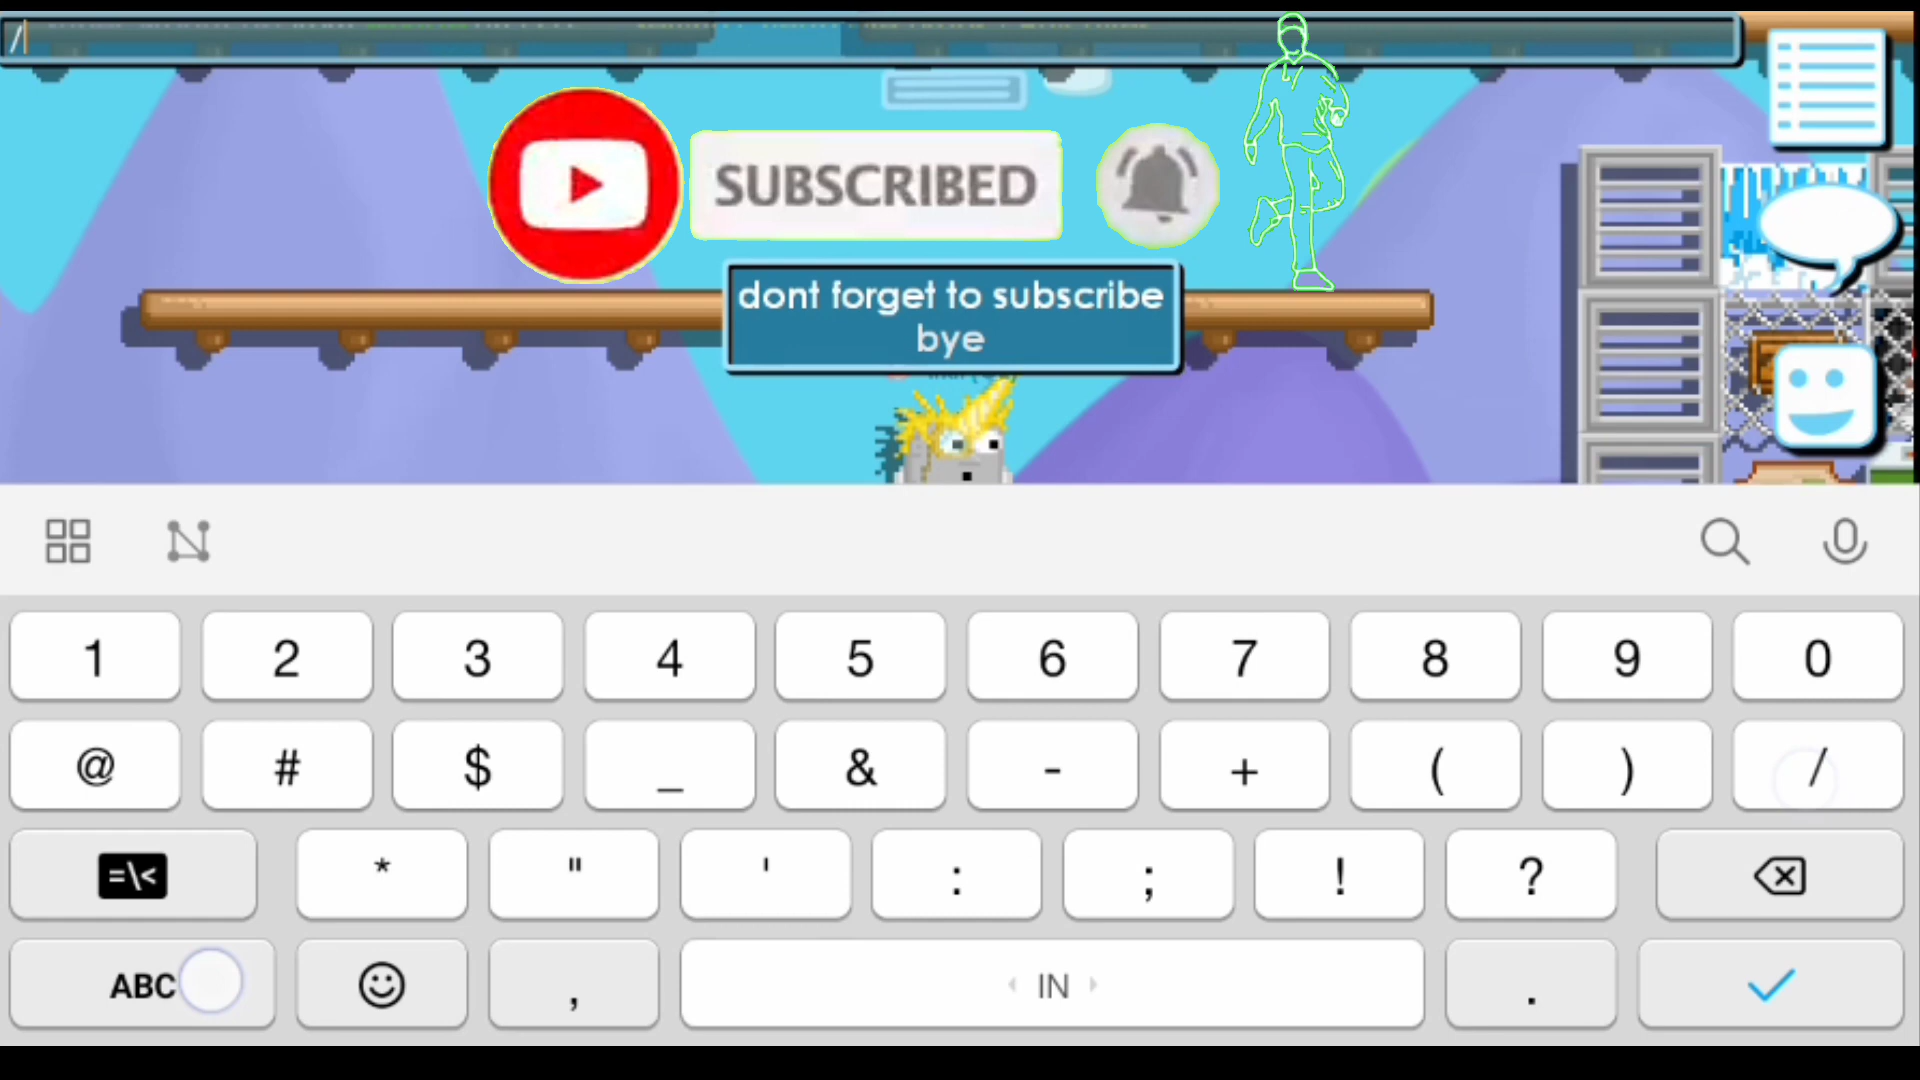 /
SUBSCRIBED
dont forget to subscribe
bye
1 2 3 4 5 6 7 8 9 0
@ # $ _ & - + ( ) /
=\< * " ' : ; ! ?
ABC , IN .